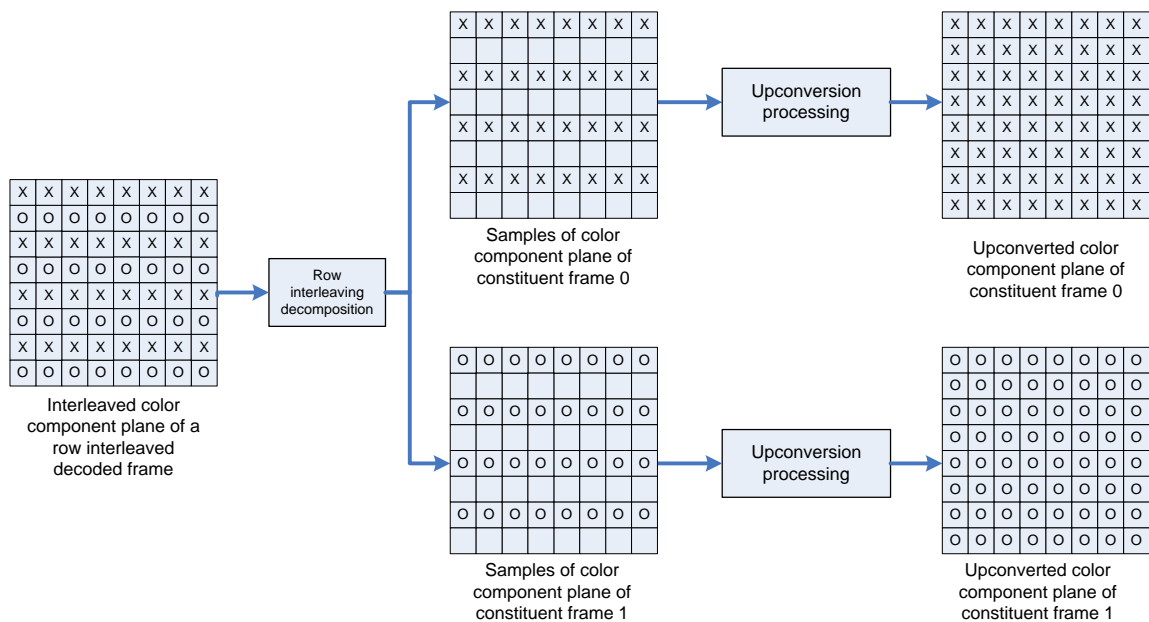 X X X X X X X X
X X X X X X X X
X X X X X X X X
X X X X X X X X
Samples of color
component plane of
constituent frame 0
Upconversion
processing
X X X X X X X X
X X X X X X X X
X X X X X X X X
X X X X X X X X
X X X X X X X X
X X X X X X X X
X X X X X X X X
X X X X X X X X
Upconverted color
component plane of
constituent frame 0
X X X X X X X X
O O O O O O O O
X X X X X X X X
O O O O O O O O
X X X X X X X X
O O O O O O O O
X X X X X X X X
O O O O O O O O
Interleaved color
component plane of a
row interleaved
decoded frame
Row
interleaving
decomposition
O O O O O O O O
O O O O O O O O
O O O O O O O O
O O O O O O O O
Samples of color
component plane of
constituent frame 1
Upconversion
processing
O O O O O O O O
O O O O O O O O
O O O O O O O O
O O O O O O O O
O O O O O O O O
O O O O O O O O
O O O O O O O O
O O O O O O O O
Upconverted color
component plane of
constituent frame 1